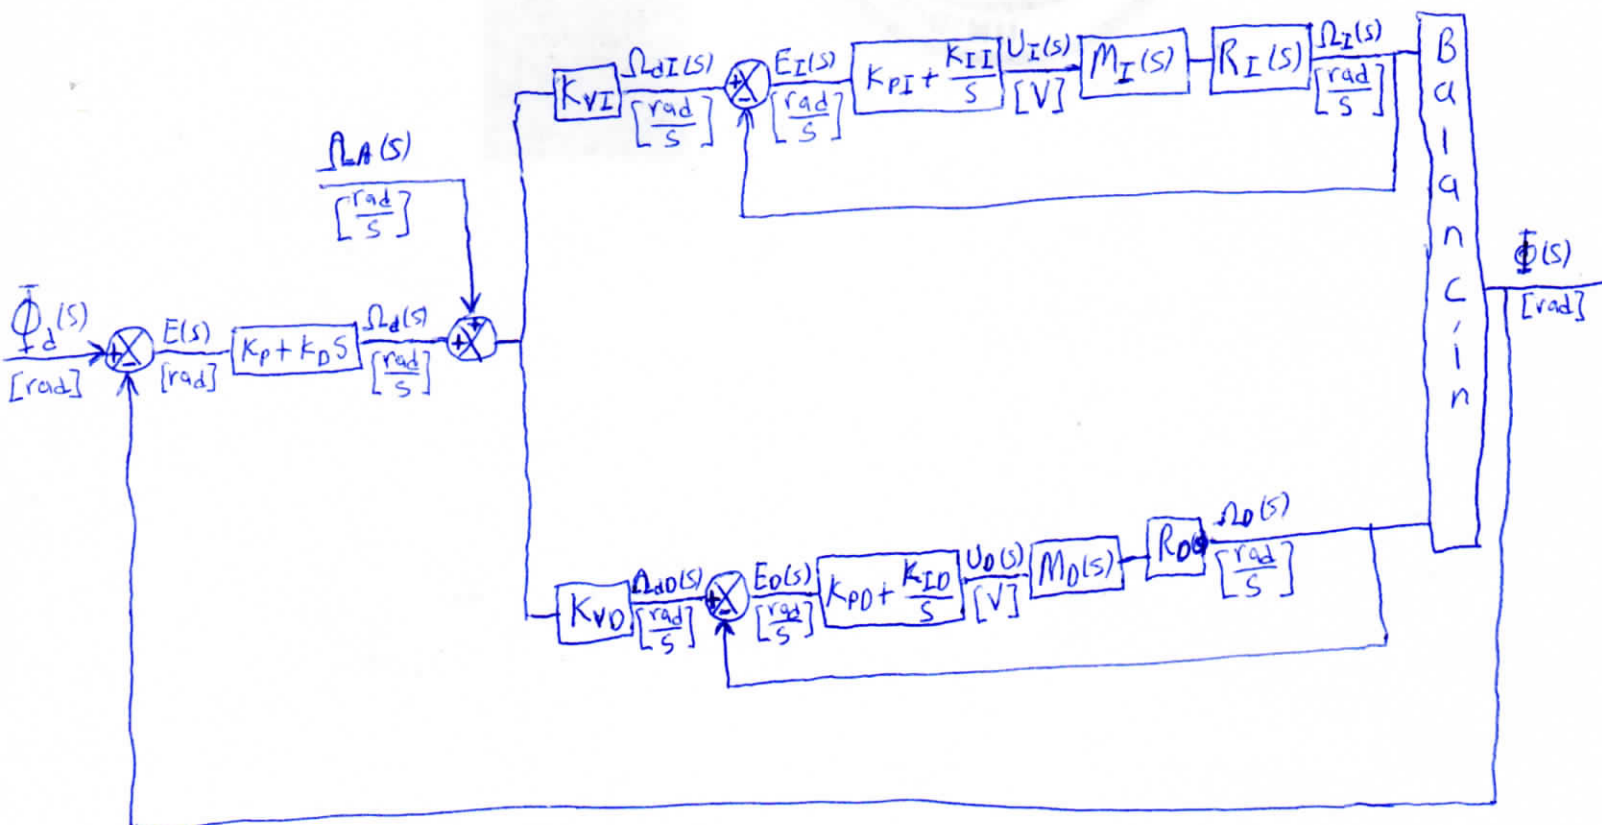 K_VI
Ω_dI(s)
[rad/s]
+
-
E_I(s)
[rad/s]
K_PI + K_II/s
U_I(s)
[V]
M_I(s)
R_I(s)
Ω_I(s)
[rad/s]
Balancín
Ω_A(s)
[rad/s]
Φ_d(s)
[rad]
+
-
E(s)
[rad]
K_P + K_D s
Ω_d(s)
[rad/s]
+
+
Φ(s)
[rad]
K_VD
Ω_dD(s)
[rad/s]
+
-
E_D(s)
[rad/s]
K_PD + K_ID/s
U_D(s)
[V]
M_D(s)
R_D(
Ω_D(s)
[rad/s]